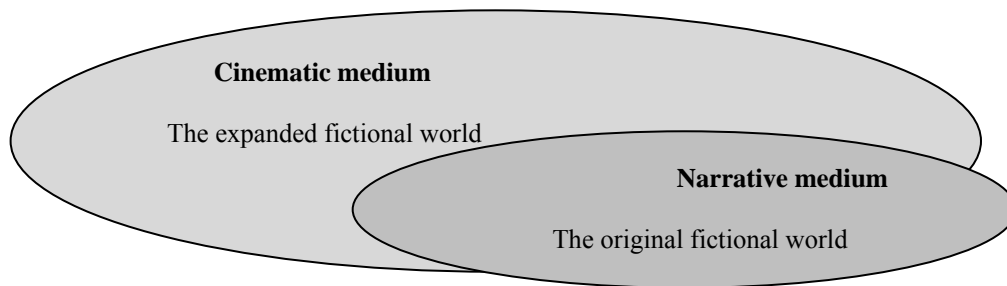 Cinematic medium
The expanded fictional world
Narrative medium
The original fictional world